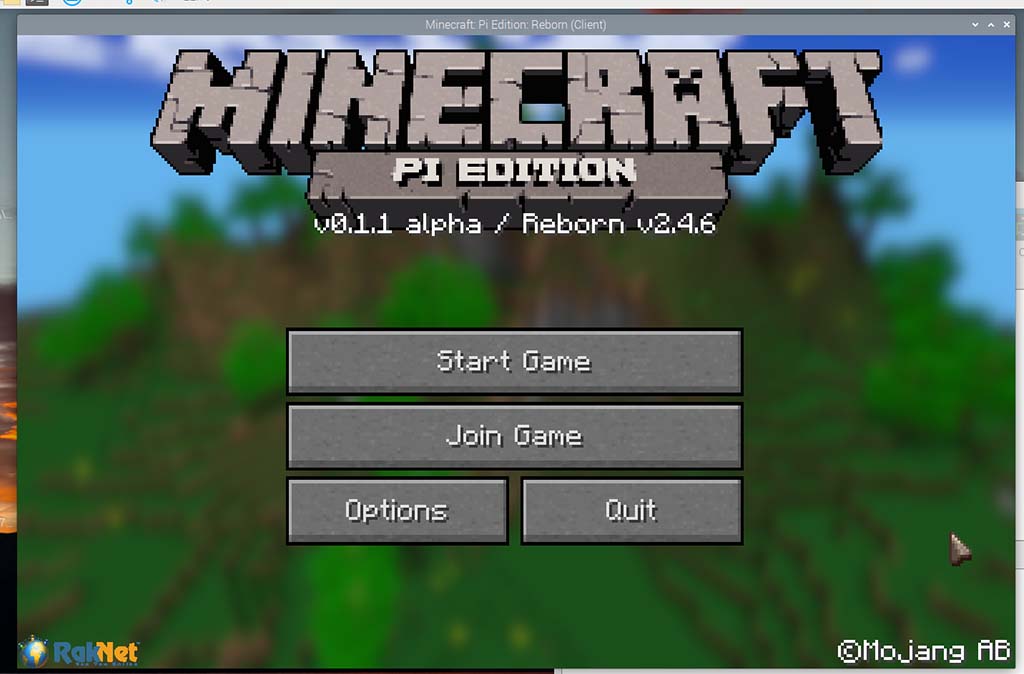 Minecraft: Pi Edition: Reborn (Client)
MINECRAFT
PI EDITION
v0.1.1 alpha / Reborn v2.4.6
Start Game
Join Game
Options
Quit
RakNet
©Mojang AB